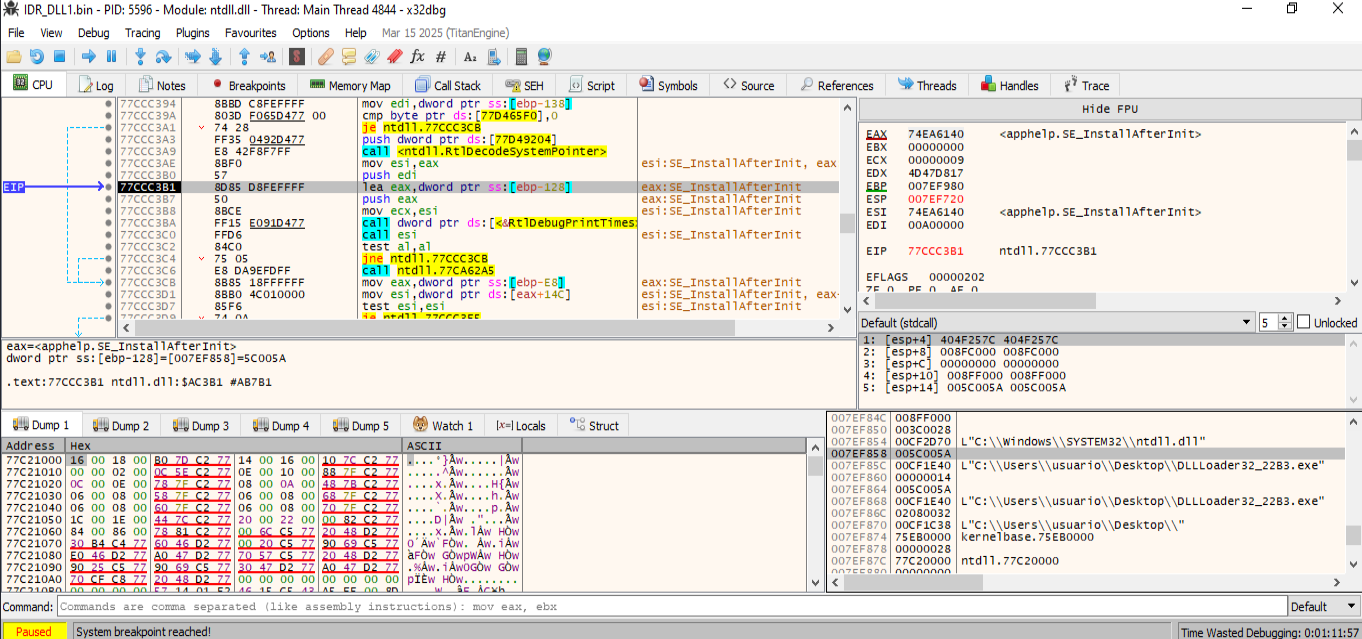 IDR_DLL1.bin - PID: 5596 - Module: ntdll.dll - Thread: Main Thread 4844 - x32dbg
File View Debug Tracing Plugins Favourites Options Help Mar 15 2025 (TitanEngine)
CPU Log Notes Breakpoints Memory Map Call Stack SEH Script Symbols Source References Threads Handles Trace
77CCC394 8BBD C8FEFFFF mov edi,dword ptr ss:[ebp-138]
77CCC39A 803D F065D477 00 cmp byte ptr ds:[77D465F0],0
77CCC3A1 74 28 je ntdll.77CCC3CB
77CCC3A3 FF35 0492D477 push dword ptr ds:[77D49204]
77CCC3A9 E8 42F8F7FF call <ntdll.RtlDecodeSystemPointer>
77CCC3AE 8BF0 mov esi,eax esi:SE_InstallAfterInit, eax
77CCC3B0 57 push edi
EIP 77CCC3B1 8D85 D8FEFFFF lea eax,dword ptr ss:[ebp-128] eax:SE_InstallAfterInit
77CCC3B7 50 push eax eax:SE_InstallAfterInit
77CCC3B8 8BCE mov ecx,esi esi:SE_InstallAfterInit
77CCC3BA FF15 E091D477 call dword ptr ds:[<&RtlDebugPrintTimes>
77CCC3C0 FFD6 call esi esi:SE_InstallAfterInit
77CCC3C2 84C0 test al,al
77CCC3C4 75 05 jne ntdll.77CCC3CB
77CCC3C6 E8 DA9EFDFF call ntdll.77CA62A5
77CCC3CB 8B85 18FFFFFF mov eax,dword ptr ss:[ebp-E8] eax:SE_InstallAfterInit
77CCC3D1 8BB0 4C010000 mov esi,dword ptr ds:[eax+14C] esi:SE_InstallAfterInit, eax
77CCC3D7 85F6 test esi,esi esi:SE_InstallAfterInit
77CCC3D9 74 0A je ntdll.77CCC3E5
Hide FPU
EAX 74EA6140 <apphelp.SE_InstallAfterInit>
EBX 00000000
ECX 00000009
EDX 4D47D817
EBP 007EF980
ESP 007EF720
ESI 74EA6140 <apphelp.SE_InstallAfterInit>
EDI 00A00000
EIP 77CCC3B1 ntdll.77CCC3B1
EFLAGS 00000202
ZF 0 PF 0 AF 0
Default (stdcall) 5 Unlocked
1: [esp+4] 404F257C 404F257C
2: [esp+8] 008FC000 008FC000
3: [esp+C] 00000000 00000000
4: [esp+10] 008FF000 008FF000
5: [esp+14] 005C005A 005C005A
eax=<apphelp.SE_InstallAfterInit>
dword ptr ss:[ebp-128]=[007EF858]=5C005A
.text:77CCC3B1 ntdll.dll:$AC3B1 #AB7B1
Dump 1 Dump 2 Dump 3 Dump 4 Dump 5 Watch 1 [x=] Locals Struct
Address Hex ASCII
77C21000 16 00 18 00 B0 7D C2 77 14 00 16 00 10 7C C2 77 ....°}Âw.....|Âw
77C21010 00 00 02 00 0C 5E C2 77 0E 00 10 00 88 7F C2 77 .....^Âw......Âw
77C21020 0C 00 0E 00 78 7F C2 77 08 00 0A 00 48 7B C2 77 ....x.Âw....H{Âw
77C21030 06 00 08 00 58 7F C2 77 06 00 08 00 68 7F C2 77 ....X.Âw....h.Âw
77C21040 06 00 08 00 60 7F C2 77 06 00 08 00 70 7F C2 77 ....`.Âw....p.Âw
77C21050 1C 00 1E 00 44 7C C2 77 20 00 22 00 00 82 C2 77 ....D|Âw ."...Âw
77C21060 84 00 86 00 78 81 C2 77 00 6C C5 77 20 48 D2 77 ....x.Âw.lÅw HÒw
77C21070 30 B4 C4 77 60 46 D2 77 00 20 C5 77 90 69 C5 77 0´Äw`FÒw. Åw.iÅw
77C21080 E0 46 D2 77 A0 47 D2 77 70 57 C5 77 20 48 D2 77 àFÒw GÒwpWÅw HÒw
77C21090 90 25 C5 77 90 69 C5 77 30 47 D2 77 A0 47 D2 77 .%Åw.iÅw0GÒw GÒw
77C210A0 70 CF C8 77 20 48 D2 77 00 00 00 00 00 00 00 00 pÏÈw HÒw........
007EF84C 008FF000
007EF850 003C0028
007EF854 00CF2D70 L"C:\\Windows\\SYSTEM32\\ntdll.dll"
007EF858 005C005A
007EF85C 00CF1E40 L"C:\\Users\\usuario\\Desktop\\DLLLoader32_22B3.exe"
007EF860 00000014
007EF864 005C005A
007EF868 00CF1E40 L"C:\\Users\\usuario\\Desktop\\DLLLoader32_22B3.exe"
007EF86C 02080032
007EF870 00CF1C38 L"C:\\Users\\usuario\\Desktop\\"
007EF874 75EB0000 kernelbase.75EB0000
007EF878 00000028
007EF87C 77C20000 ntdll.77C20000
Command: Commands are comma separated (like assembly instructions): mov eax, ebx Default
Paused System breakpoint reached! Time Wasted Debugging: 0:01:11:57